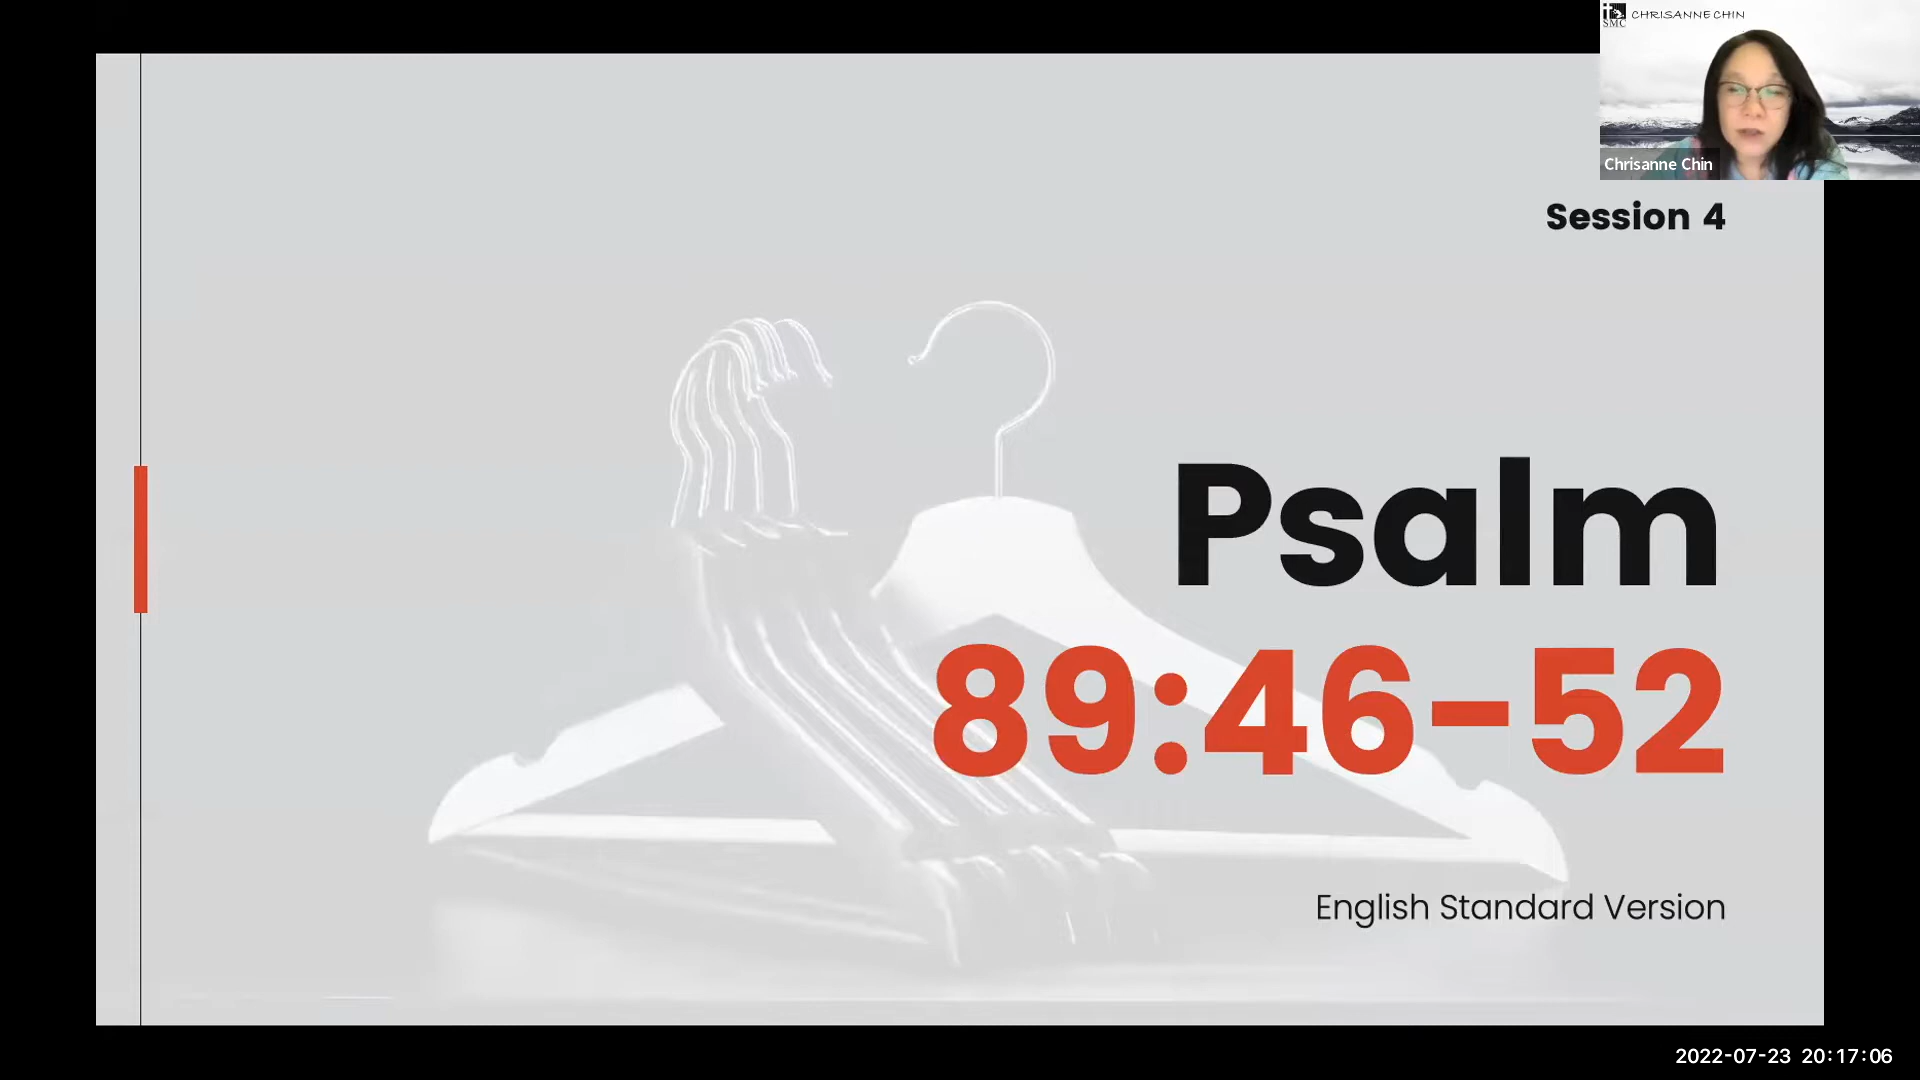 SMC
CHRISANNE CHIN
Chrisanne Chin
Session 4
Psalm
89:46-52
English Standard Version
2022-07-23 20:17:06